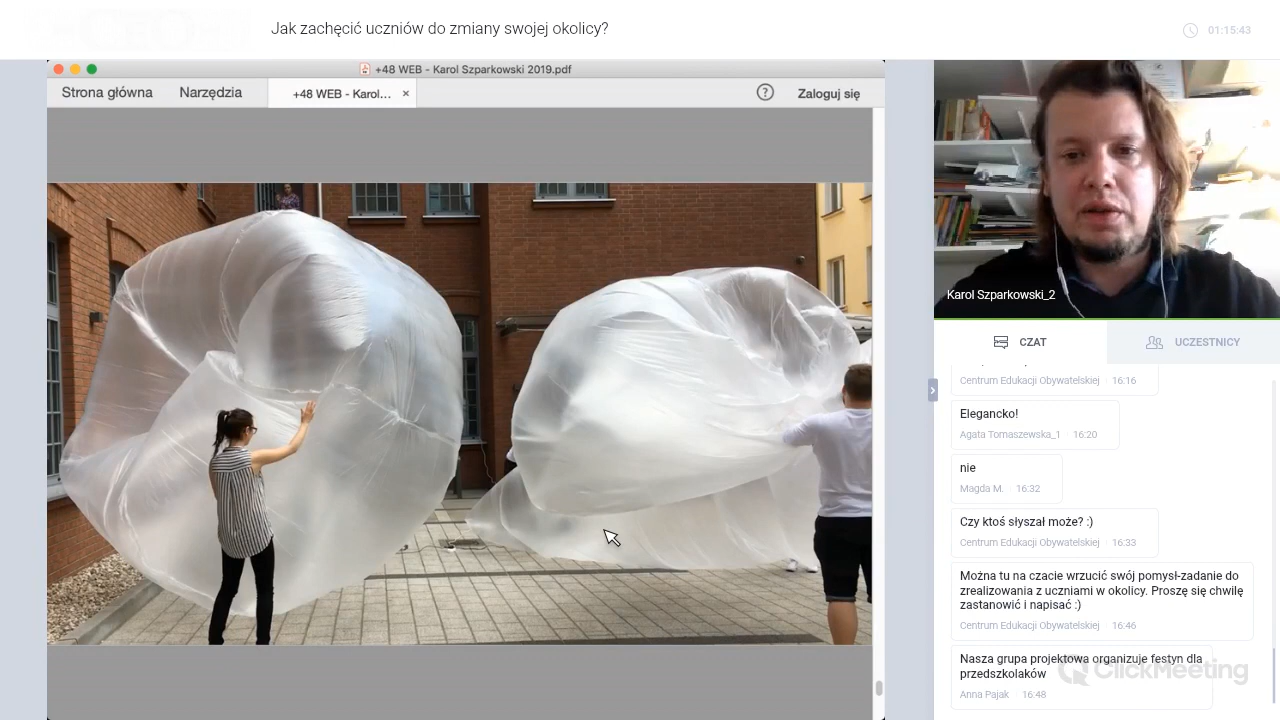 Jak zachęcić uczniów do zmiany swojej okolicy?
01:15:43
+48 WEB - Karol Szparkowski 2019.pdf
Strona główna
Narzędzia
+48 WEB - Karol... ×
?
Zaloguj się
Karol Szparkowski_2
CZAT
UCZESTNICY
Centrum Edukacji Obywatelskiej 16:16
Elegancko!
Agata Tomaszewska_1 16:20
nie
Magda M. 16:32
Czy ktoś słyszał może? :)
Centrum Edukacji Obywatelskiej 16:33
Można tu na czacie wrzucić swój pomysł-zadanie do
zrealizowania z uczniami w okolicy. Proszę się chwilę
zastanowić i napisać :)
Centrum Edukacji Obywatelskiej 16:46
Nasza grupa projektowa organizuje festyn dla
przedszkolaków
Anna Pajak 16:48
ClickMeeting